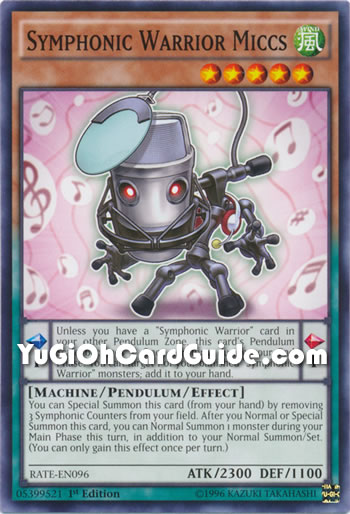 SYMPHONIC WARRIOR MICCS
WIND
風
Unless you have a "Symphonic Warrior" card in
your other Pendulum Zone, this card's Pendulum
YuGiOhCardGuide.com
Warrior" monsters; add it to your hand.
[MACHINE/PENDULUM/EFFECT]
You can Special Summon this card (from your hand) by removing
3 Symphonic Counters from your field. After you Normal or Special
Summon this card, you can Normal Summon 1 monster during your
Main Phase this turn, in addition to your Normal Summon/Set.
(You can only gain this effect once per turn.)
RATE-EN096
ATK/2300 DEF/1100
05399521 1st Edition
©1996 KAZUKI TAKAHASHI